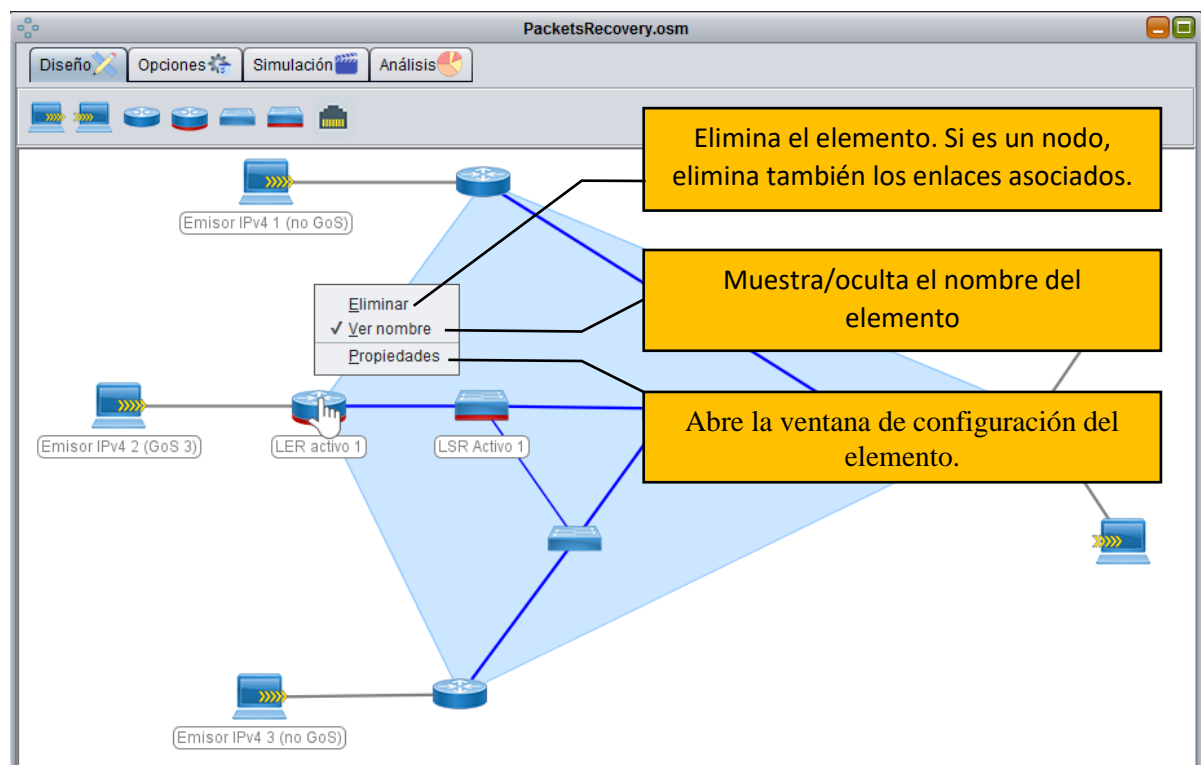 PacketsRecovery.osm
Diseño
Opciones
Simulación
Análisis
Elimina el elemento. Si es un nodo,
elimina también los enlaces asociados.
Emisor IPv4 1 (no GoS)
Muestra/oculta el nombre del
elemento
Eliminar
✓ Ver nombre
Propiedades
Abre la ventana de configuración del
elemento.
Emisor IPv4 2 (GoS 3)
LER activo 1
LSR Activo 1
Emisor IPv4 3 (no GoS)